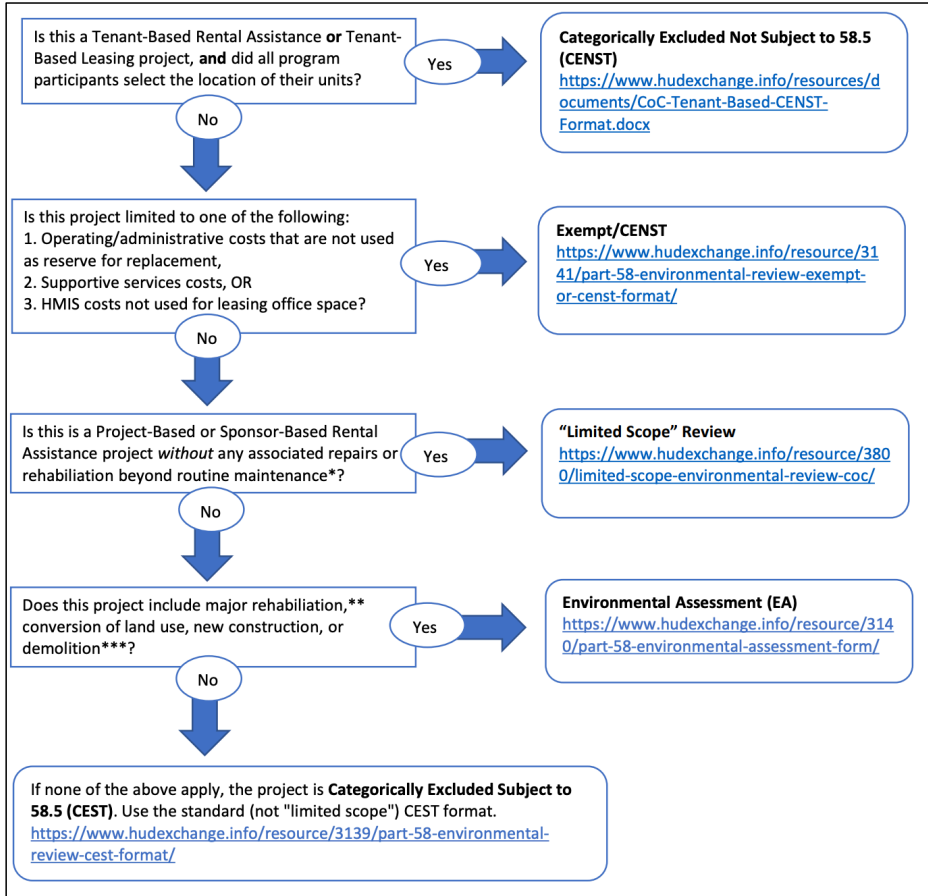 Is this a Tenant-Based Rental Assistance or Tenant-
Based Leasing project, and did all program
participants select the location of their units?
Yes
Categorically Excluded Not Subject to 58.5
(CENST)
https://www.hudexchange.info/resources/d
ocuments/CoC-Tenant-Based-CENST-
Format.docx
No
Is this project limited to one of the following:
1. Operating/administrative costs that are not used
as reserve for replacement,
2. Supportive services costs, OR
3. HMIS costs not used for leasing office space?
Yes
Exempt/CENST
https://www.hudexchange.info/resource/31
41/part-58-environmental-review-exempt-
or-censt-format/
No
Is this is a Project-Based or Sponsor-Based Rental
Assistance project without any associated repairs or
rehabiliation beyond routine maintenance*?
Yes
“Limited Scope” Review
https://www.hudexchange.info/resource/380
0/limited-scope-environmental-review-coc/
No
Does this project include major rehabiliation,**
conversion of land use, new construction, or
demolition***?
Yes
Environmental Assessment (EA)
https://www.hudexchange.info/resource/314
0/part-58-environmental-assessment-form/
No
If none of the above apply, the project is Categorically Excluded Subject to
58.5 (CEST). Use the standard (not "limited scope") CEST format.
https://www.hudexchange.info/resource/3139/part-58-environmental-
review-cest-format/